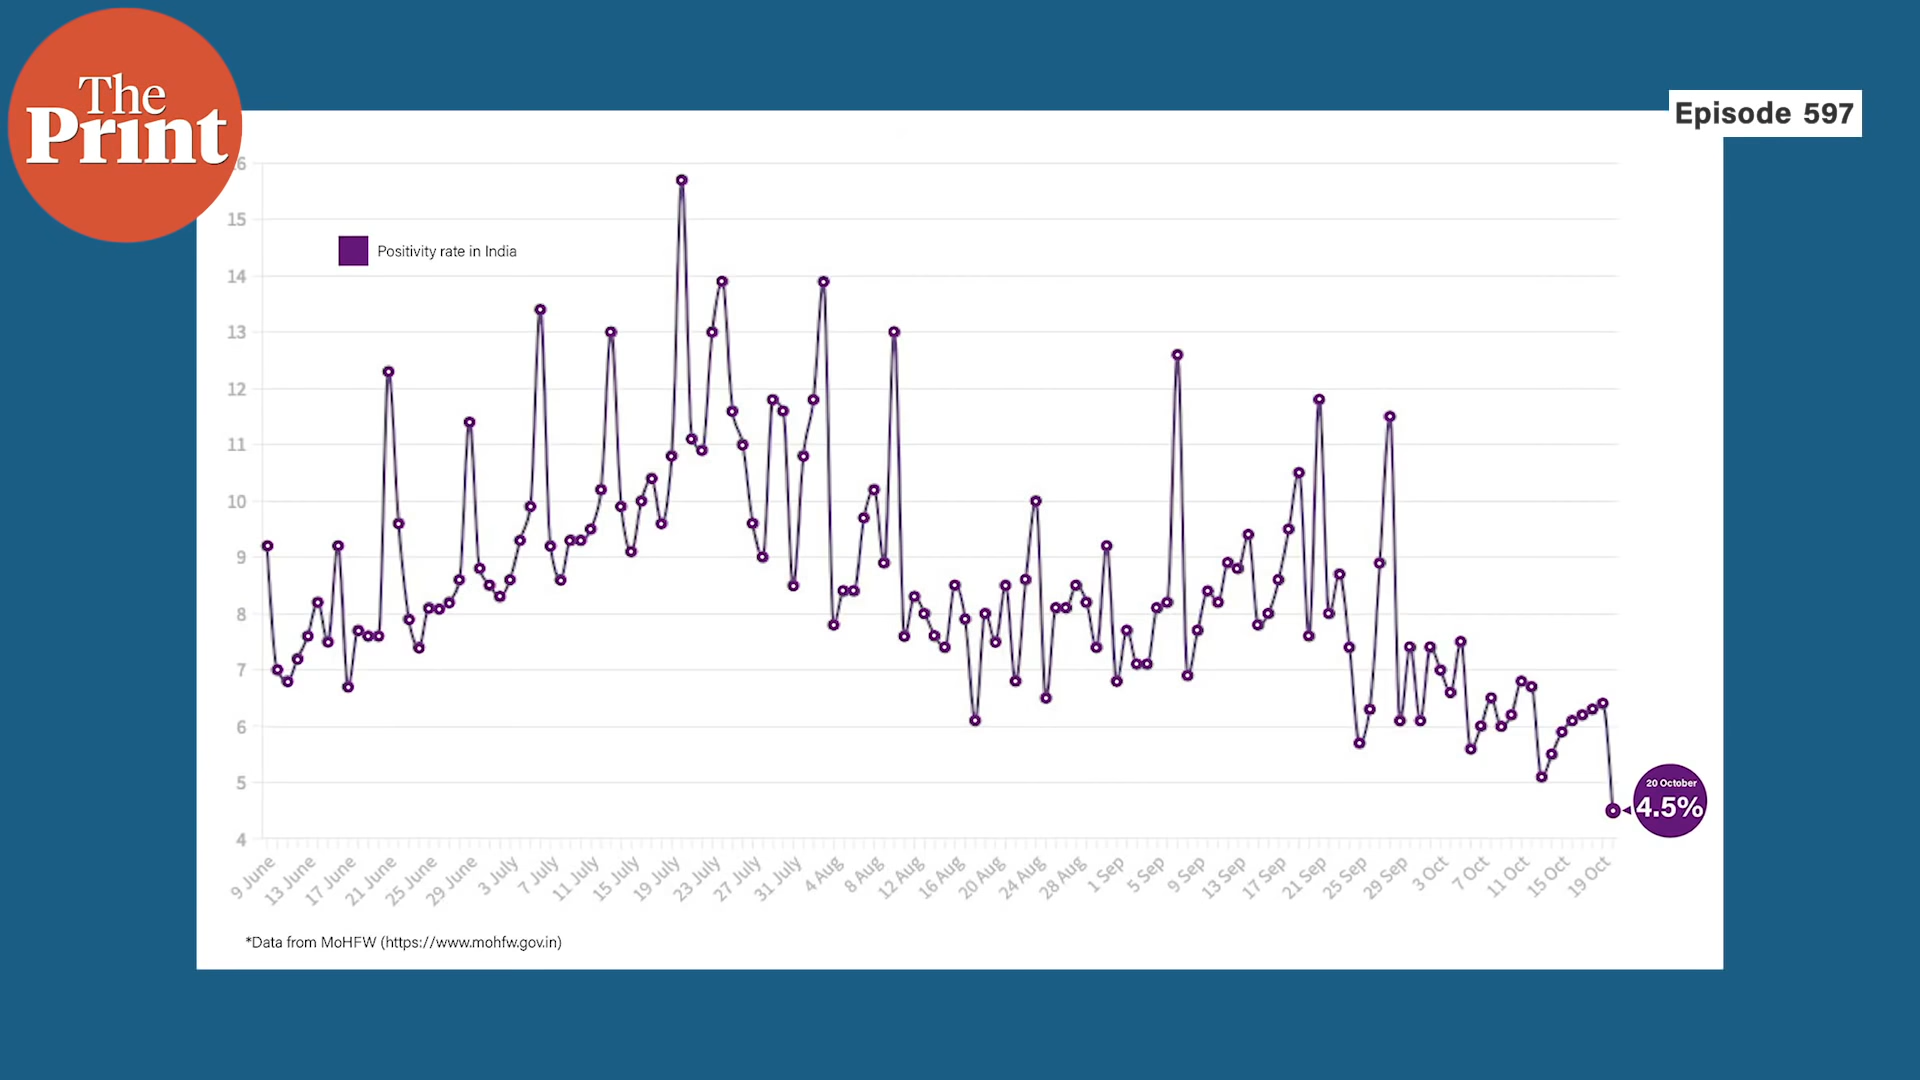 The
Print
Episode 597
6
15
Positivity rate in India
14
13
12
11
10
9
8
7
6
5
4
20 October
4.5%
9 June
13 June
17 June
21 June
25 June
29 June
3 July
7 July
11 July
15 July
19 July
23 July
27 July
31 July
4 Aug
8 Aug
12 Aug
16 Aug
20 Aug
24 Aug
28 Aug
1 Sep
5 Sep
9 Sep
13 Sep
17 Sep
21 Sep
25 Sep
29 Sep
3 Oct
7 Oct
11 Oct
15 Oct
19 Oct
*Data from MoHFW (https://www.mohfw.gov.in)